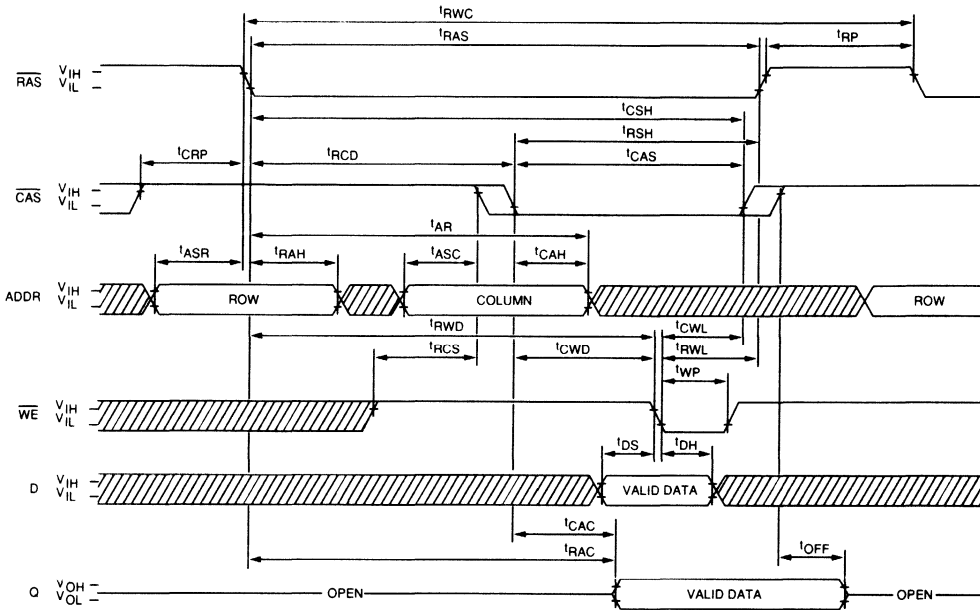 tRWC
tRAS
tRP
RAS VIH VIL
tCSH
tRSH
tCRP tRCD tCAS
CAS VIH VIL
tAR
tASR tRAH tASC tCAH
ADDR VIH VIL ROW COLUMN ROW
tRWD tCWL
tRCS tCWD tRWL
tWP
WE VIH VIL
tDS tDH
D VIH VIL VALID DATA
tCAC
tRAC tOFF
Q VOH VOL OPEN VALID DATA OPEN